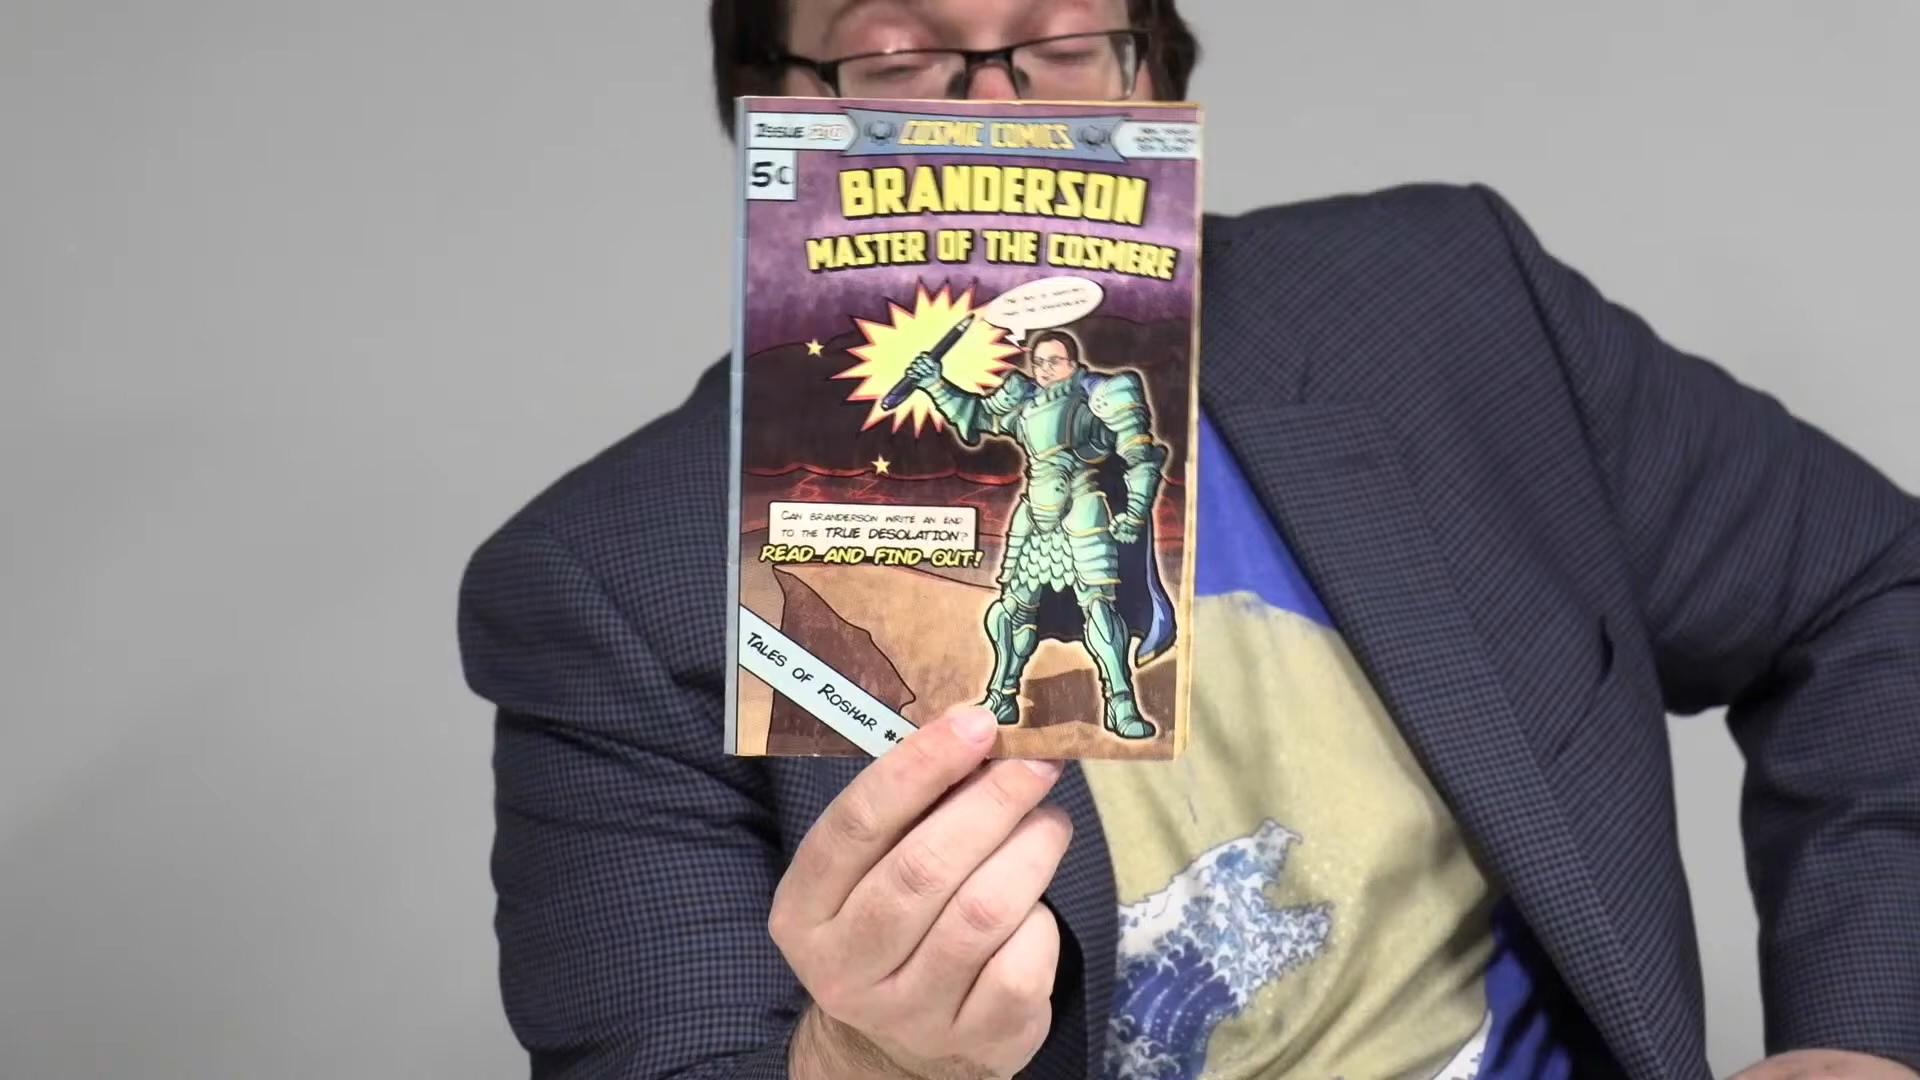 ISSUE
COSMIC COMICS
5¢
BRANDERSON
MASTER OF THE COSMERE
CAN BRANDERSON WRITE AN END
TO THE TRUE DESOLATION?
READ AND FIND OUT!
TALES OF ROSHAR